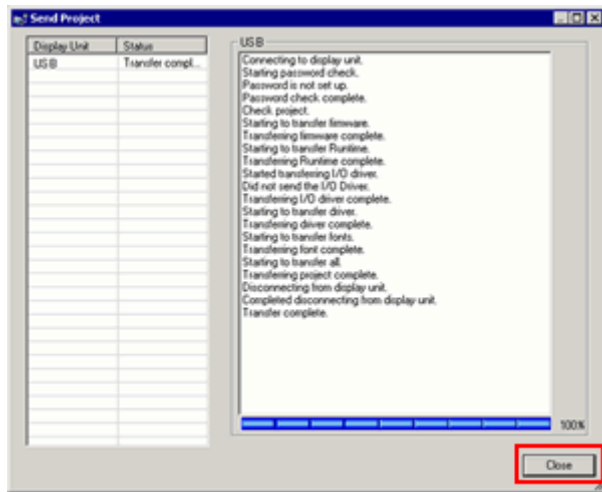 Send Project
Display Unit Status
USB Transfer compl...
USB
Connecting to display unit.
Starting password check.
Password is not set up.
Password check complete.
Check project.
Starting to transfer firmware.
Transferring firmware complete.
Starting to transfer Runtime.
Transferring Runtime complete.
Started transferring I/O driver.
Did not send the I/O Driver.
Transferring I/O driver complete.
Starting to transfer driver.
Transferring driver complete.
Starting to transfer fonts.
Transferring font complete.
Starting to transfer all.
Transferring project complete.
Disconnecting from display unit.
Completed disconnecting from display unit.
Transfer complete.
100%
Close